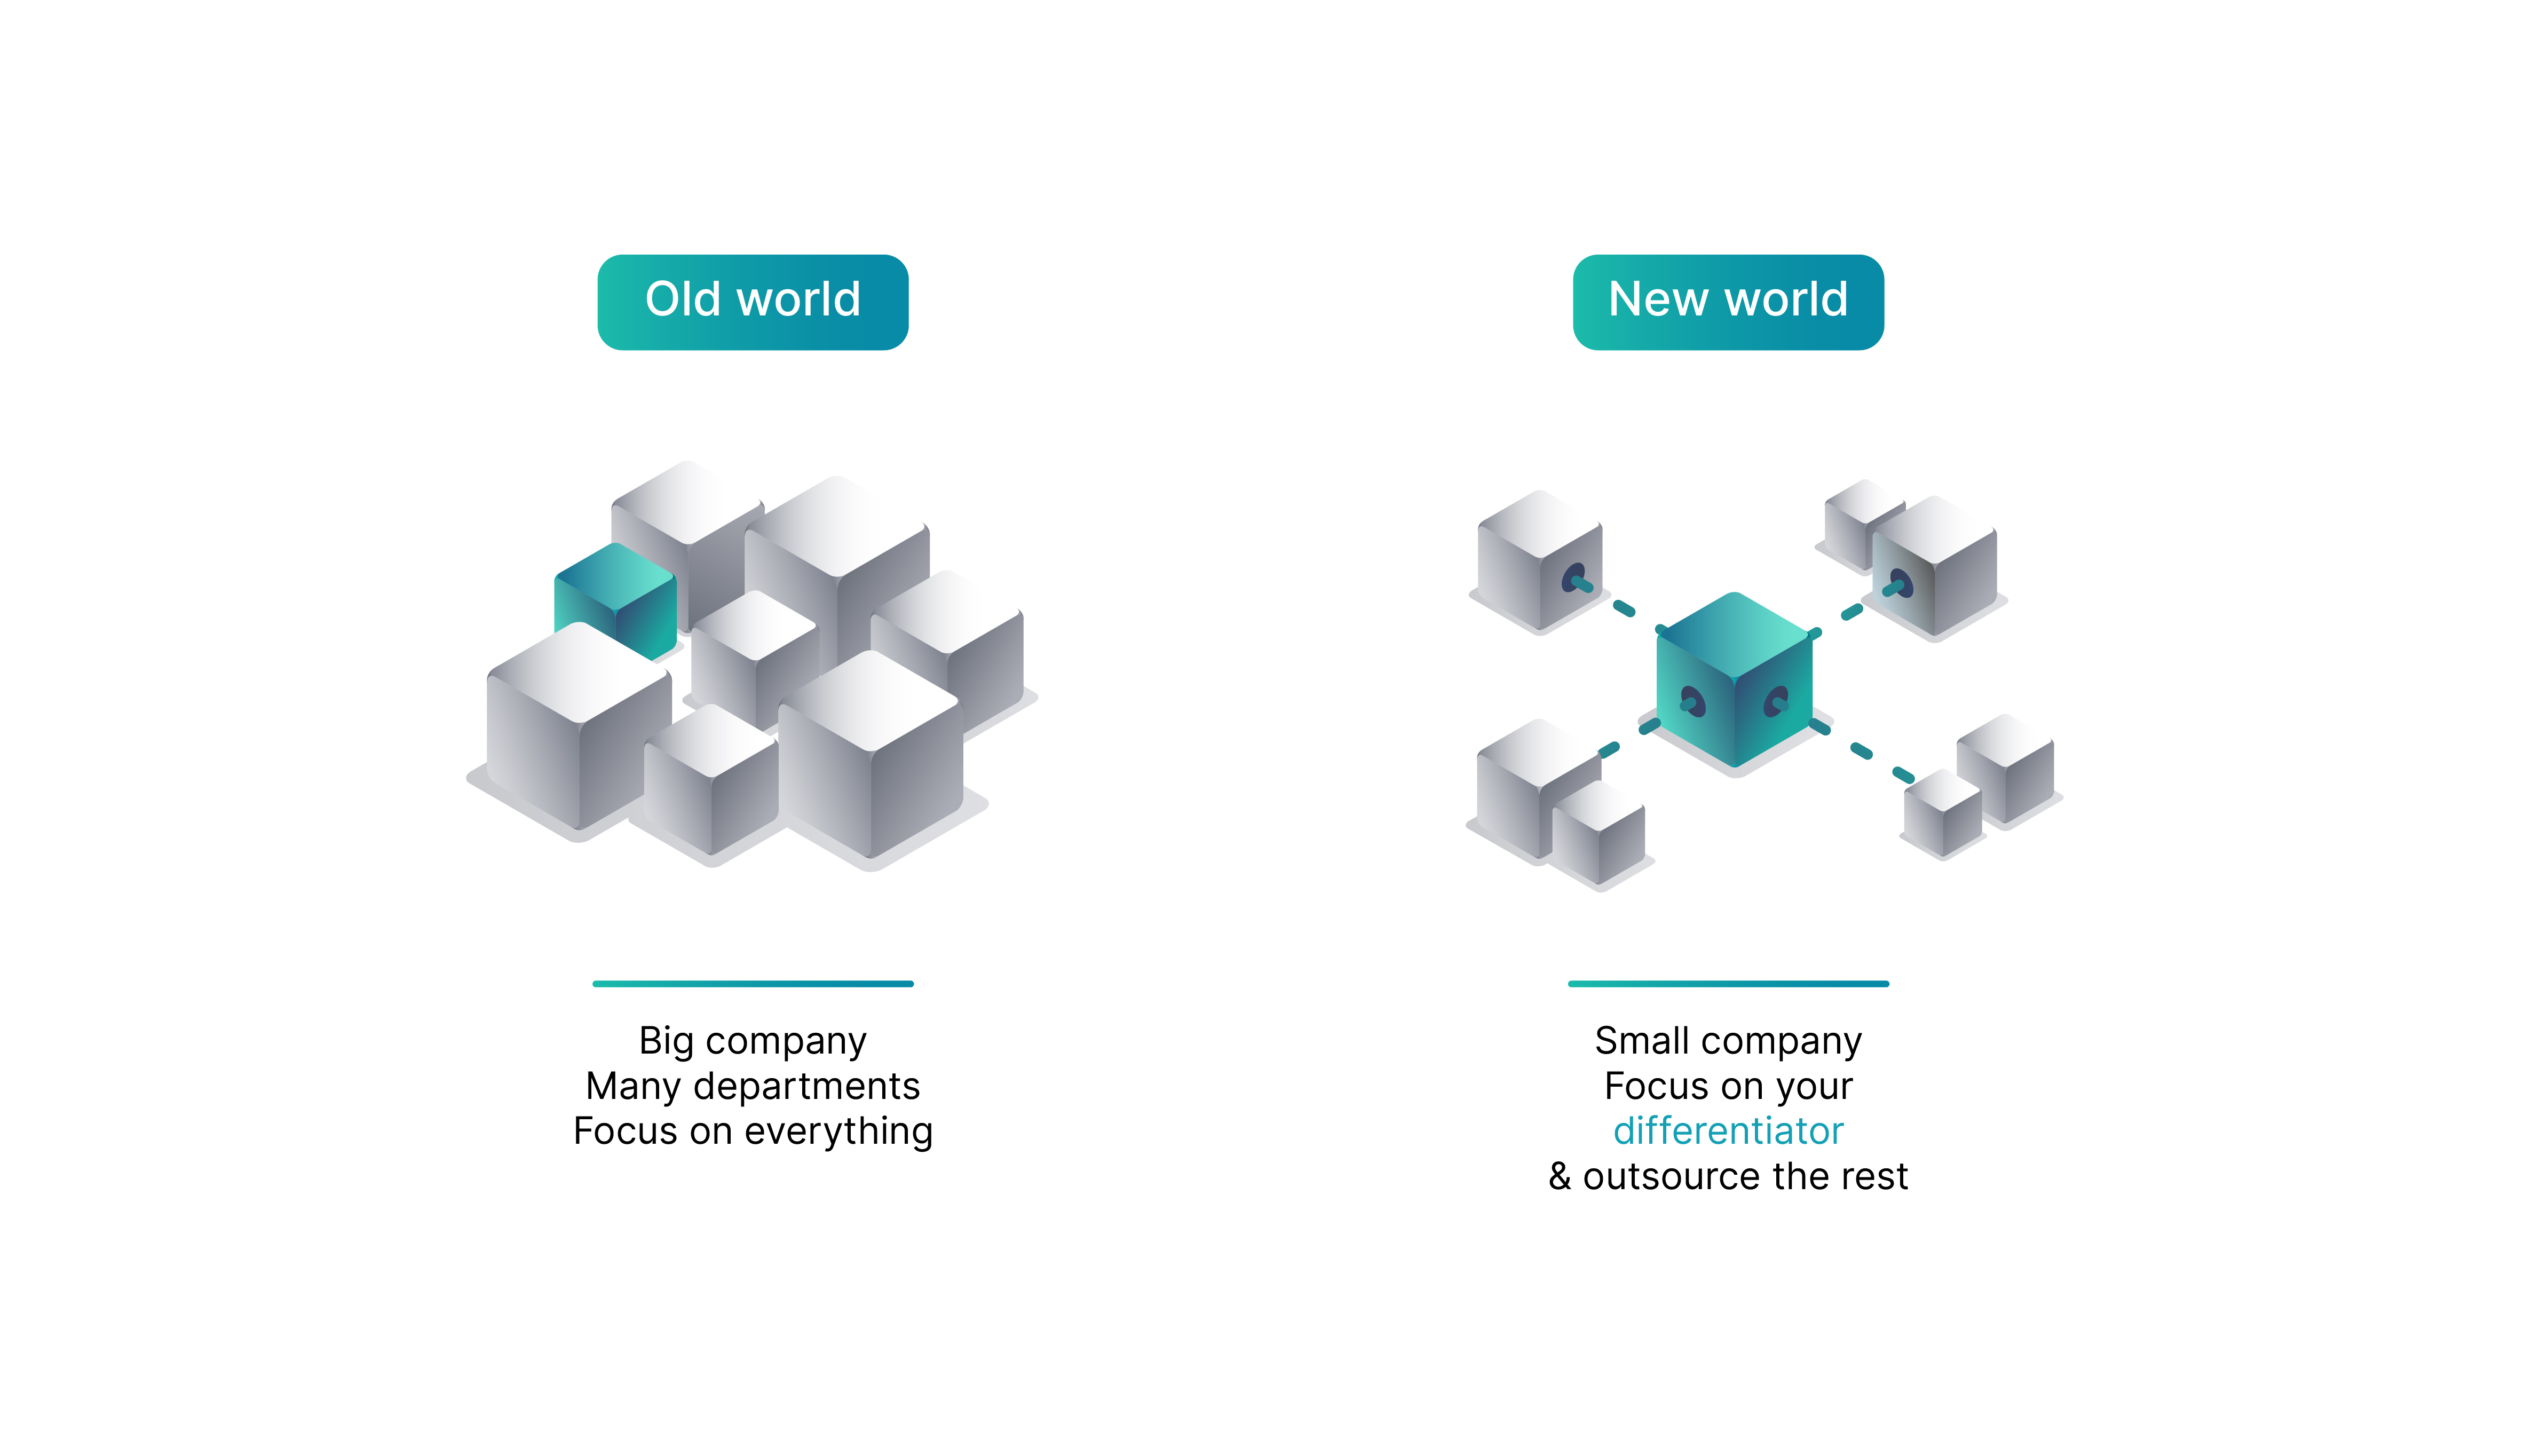 Old world
New world
Big company
Many departments
Focus on everything
Small company
Focus on your
differentiator
& outsource the rest